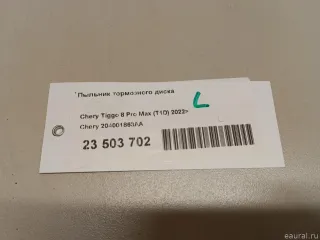 Пыльник тормозного диска
L
Chery Tiggo 8 Pro Max (T1D) 2022>
Chery 204001863AA
23 503 702
eaural.ru